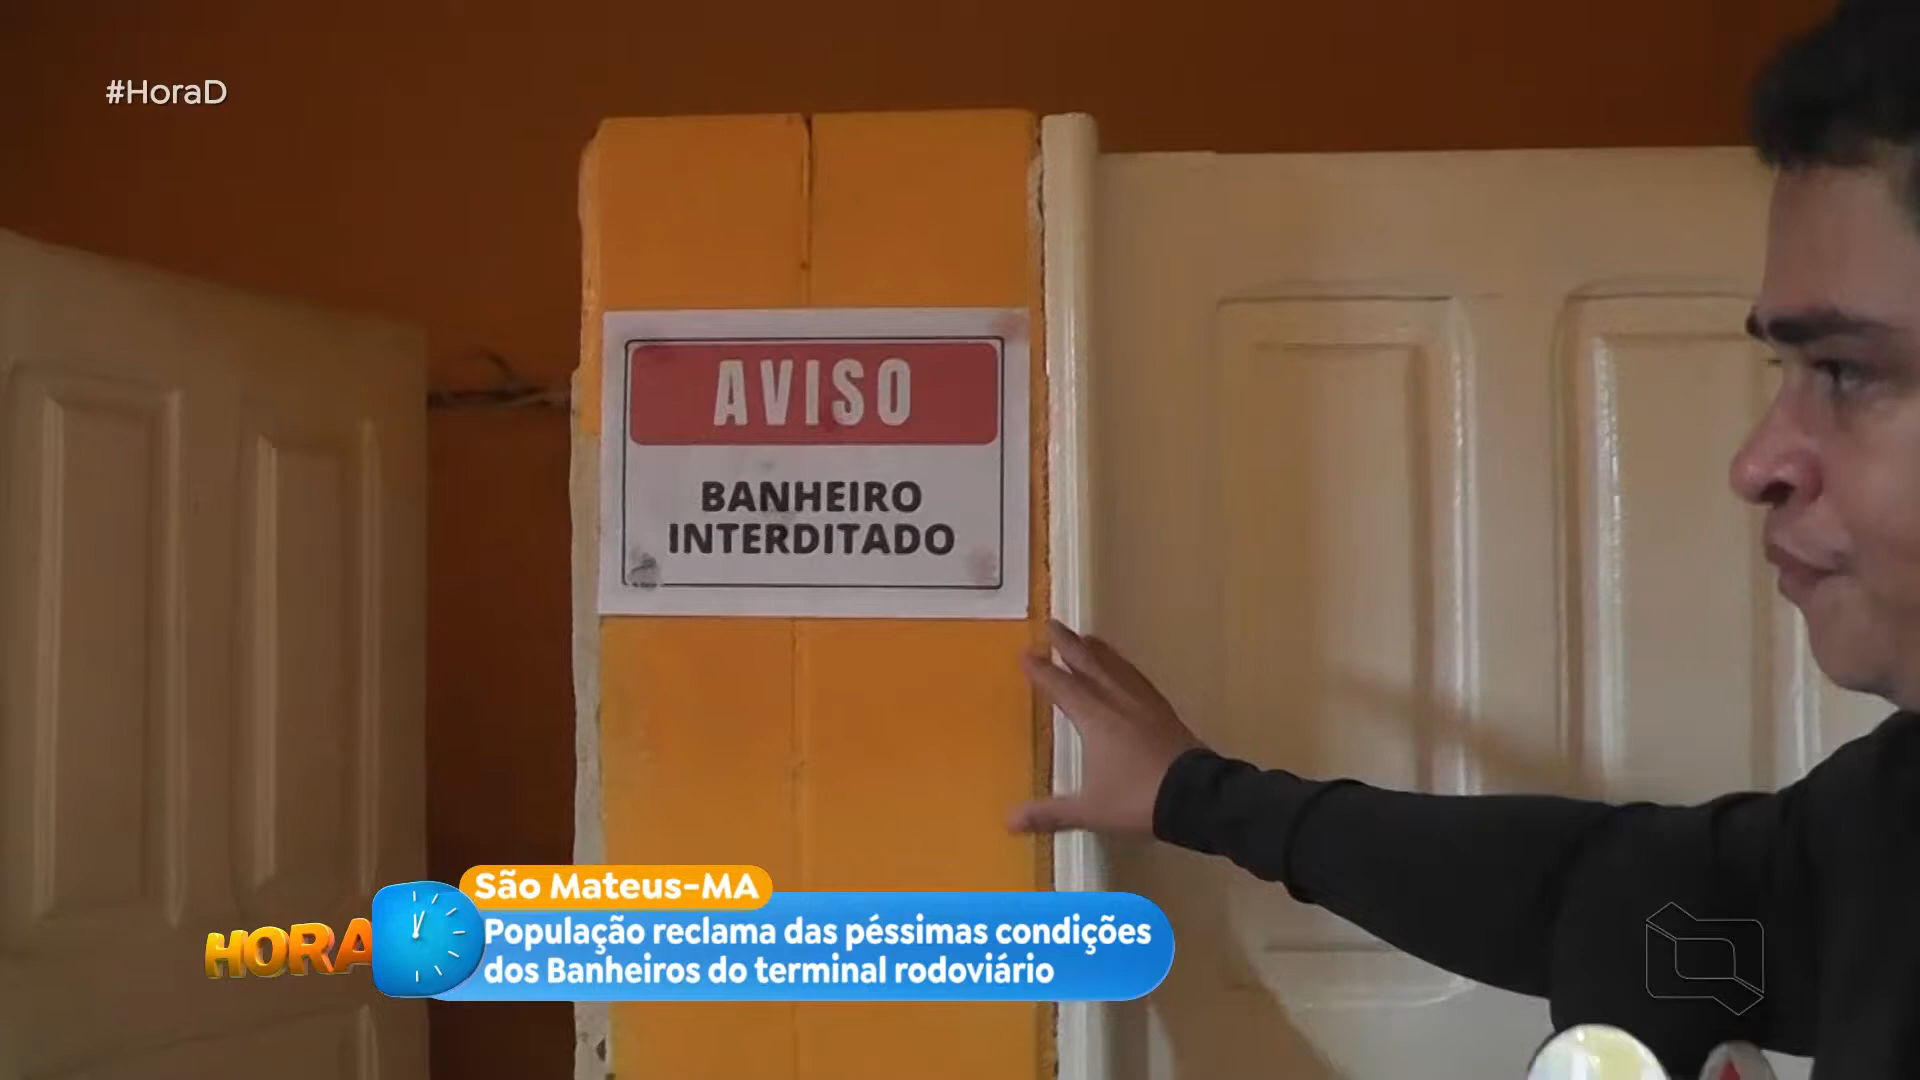 #HoraD
AVISO
BANHEIRO
INTERDITADO
São Mateus-MA
HORA
População reclama das péssimas condições
dos Banheiros do terminal rodoviário